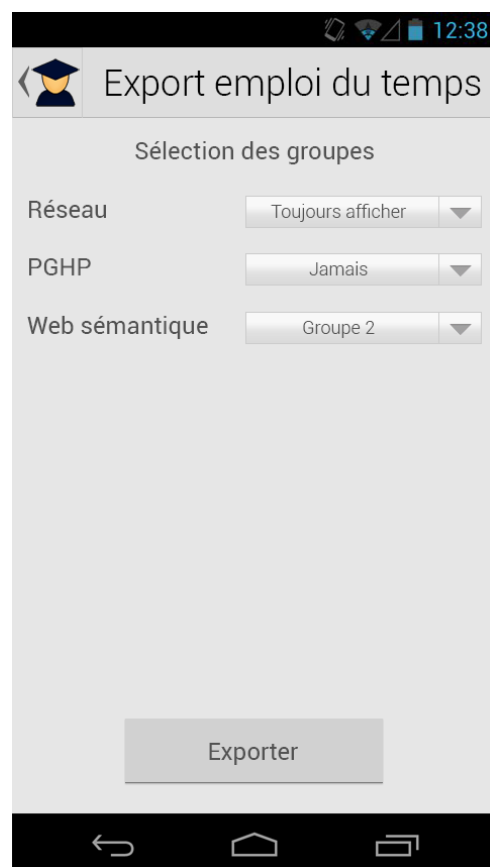 12:38
Export emploi du temps
Sélection des groupes
Réseau Toujours afficher
PGHP Jamais
Web sémantique Groupe 2
Exporter